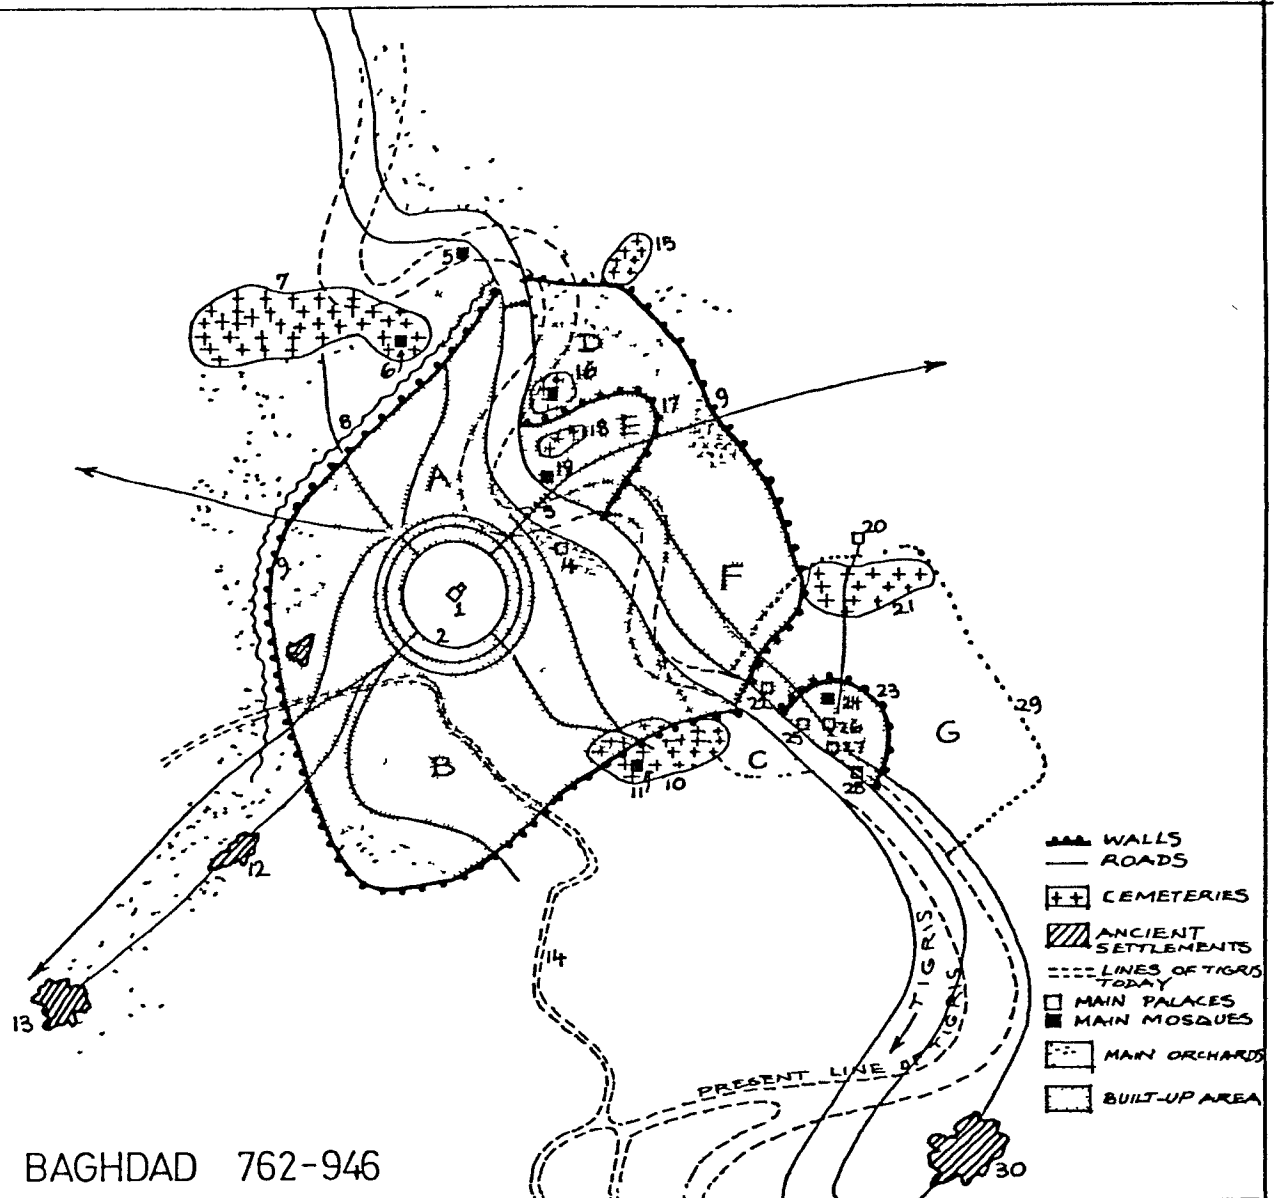 15
7
5
D
6
16
8
17
9
18
E
A
19
3
20
4
9
F
21
1
2
22
24
23
29
25
26
G
27
B
C
28
11
10
12
14
13
30
WALLS
ROADS
CEMETERIES
ANCIENT
SETTLEMENTS
LINES OF TIGRIS
TODAY
MAIN PALACES
MAIN MOSQUES
MAIN ORCHARDS
BUILT-UP AREA
TIGRIS
PRESENT LINE OF TIGRIS
BAGHDAD 762-946